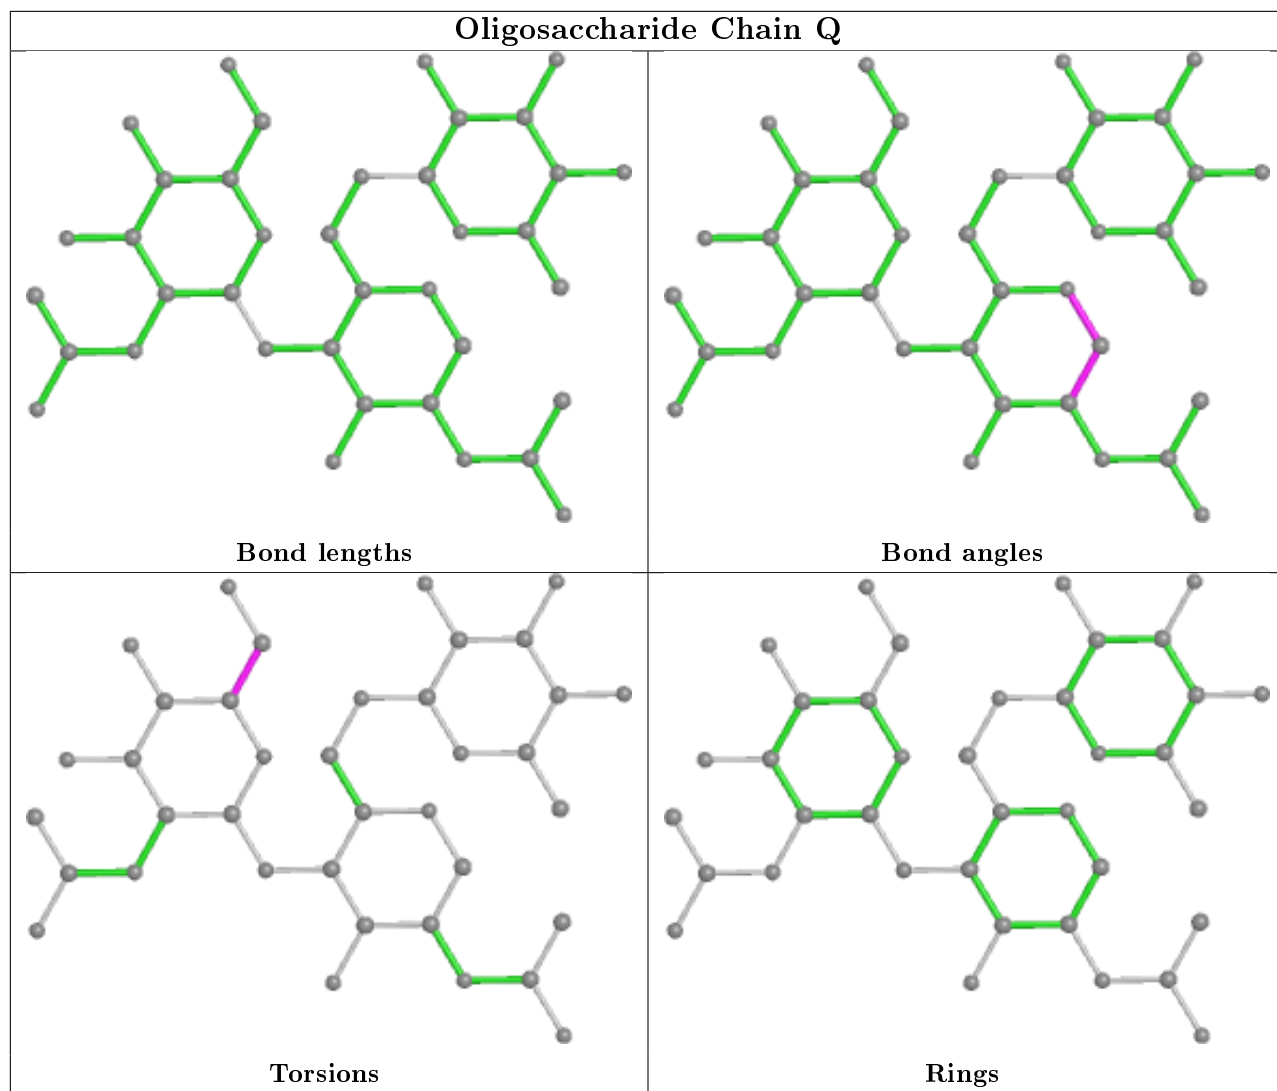 Oligosaccharide Chain Q
Bond lengths
Bond angles
Torsions
Rings